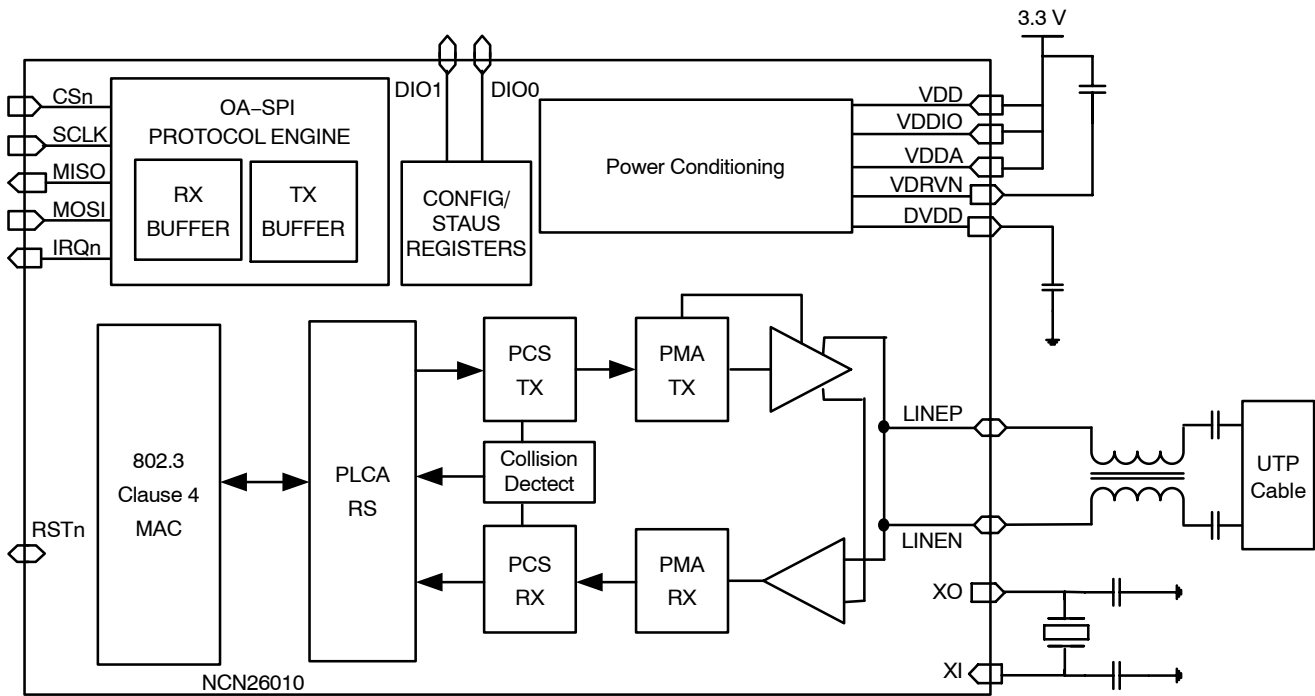 3.3 V
CSn
SCLK
MISO
MOSI
IRQn
OA–SPI
PROTOCOL ENGINE
RX
BUFFER
TX
BUFFER
DIO1
DIO0
CONFIG/
STAUS
REGISTERS
Power Conditioning
VDD
VDDIO
VDDA
VDRVN
DVDD
802.3
Clause 4
MAC
PLCA
RS
PCS
TX
PMA
TX
Collision
Dectect
PCS
RX
PMA
RX
LINEP
LINEN
UTP
Cable
RSTn
XO
XI
NCN26010